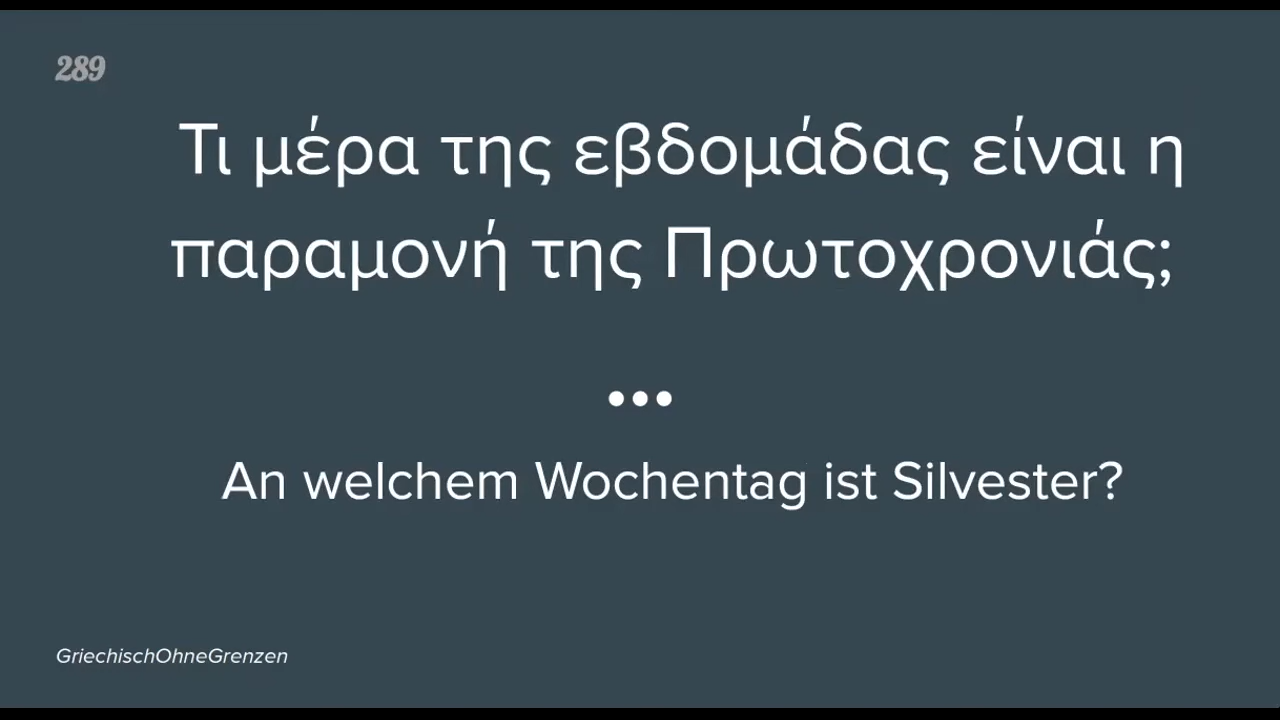 289
Τι μέρα της εβδομάδας είναι η
παραμονή της Πρωτοχρονιάς;
•••
An welchem Wochentag ist Silvester?
GriechischOhneGrenzen